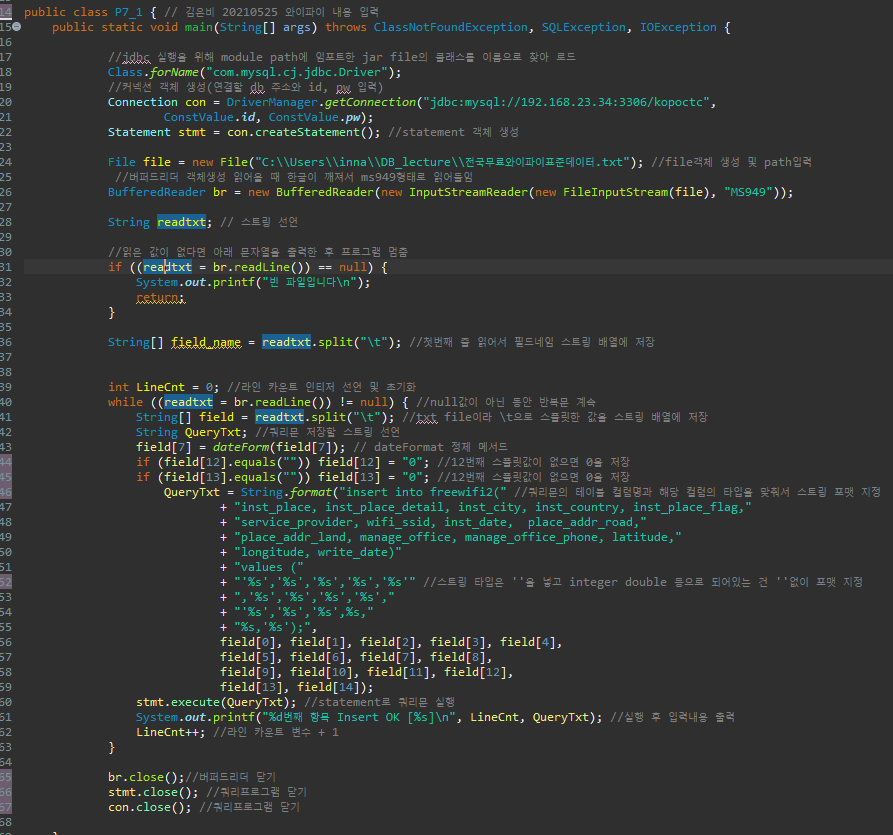 14 public class P7_1 { // 김은비 20210525 와이파이 내용 입력
15 public static void main(String[] args) throws ClassNotFoundException, SQLException, IOException {
16
17 //jdbc 실행을 위해 module path에 임포트한 jar file의 클래스를 이름으로 찾아 로드
18 Class.forName("com.mysql.cj.jdbc.Driver");
19 //커넥션 객체 생성(연결할 db 주소와 id, pw 입력)
20 Connection con = DriverManager.getConnection("jdbc:mysql://192.168.23.34:3306/kopoctc",
21 ConstValue.id, ConstValue.pw);
22 Statement stmt = con.createStatement(); //statement 객체 생성
23
24 File file = new File("C:\\Users\\inna\\DB_lecture\\전국무료와이파이표준데이터.txt"); //file객체 생성 및 path입력
25 //버퍼드리더 객체생성 읽어올 때 한글이 깨져서 ms949형태로 읽어들임
26 BufferedReader br = new BufferedReader(new InputStreamReader(new FileInputStream(file), "MS949"));
27
28 String readtxt; // 스트링 선언
29
30 //읽은 값이 없다면 아래 문자열을 출력한 후 프로그램 멈춤
31 if ((readtxt = br.readLine()) == null) {
32 System.out.printf("빈 파일입니다\n");
33 return;
34 }
35
36 String[] field_name = readtxt.split("\t"); //첫번째 줄 읽어서 필드네임 스트링 배열에 저장
37
38
39 int LineCnt = 0; //라인 카운트 인티저 선언 및 초기화
40 while ((readtxt = br.readLine()) != null) { //null값이 아닌 동안 반복문 계속
41 String[] field = readtxt.split("\t"); //txt file이라 \t으로 스플릿한 값을 스트링 배열에 저장
42 String QueryTxt; //쿼리문 저장할 스트링 선언
43 field[7] = dateForm(field[7]); // dateFormat 정제 메서드
44 if (field[12].equals("")) field[12] = "0"; //12번째 스플릿값이 없으면 0을 저장
45 if (field[13].equals("")) field[13] = "0"; //12번째 스플릿값이 없으면 0을 저장
46 QueryTxt = String.format("insert into freewifi2(" //쿼리문의 테이블 컬럼명과 해당 컬럼의 타입을 맞춰서 스트링 포맷 지정
47 + "inst_place, inst_place_detail, inst_city, inst_country, inst_place_flag,"
48 + "service_provider, wifi_ssid, inst_date,  place_addr_road,"
49 + "place_addr_land, manage_office, manage_office_phone, latitude,"
50 + "longitude, write_date)"
51 + "values ("
52 + "'%s','%s','%s','%s','%s'" //스트링 타입은 ''을 넣고 integer double 등으로 되어있는 건 ''없이 포맷 지정
53 + ",'%s','%s','%s','%s',"
54 + "'%s','%s','%s',%s,"
55 + "%s,'%s');",
56 field[0], field[1], field[2], field[3], field[4],
57 field[5], field[6], field[7], field[8],
58 field[9], field[10], field[11], field[12],
59 field[13], field[14]);
60 stmt.execute(QueryTxt); //statement로 쿼리문 실행
61 System.out.printf("%d번째 항목 Insert OK [%s]\n", LineCnt, QueryTxt); //실행 후 입력내용 출력
62 LineCnt++; //라인 카운트 변수 + 1
63 }
64
65 br.close();//버퍼드리더 닫기
66 stmt.close(); //쿼리프로그램 닫기
67 con.close(); //쿼리프로그램 닫기
68